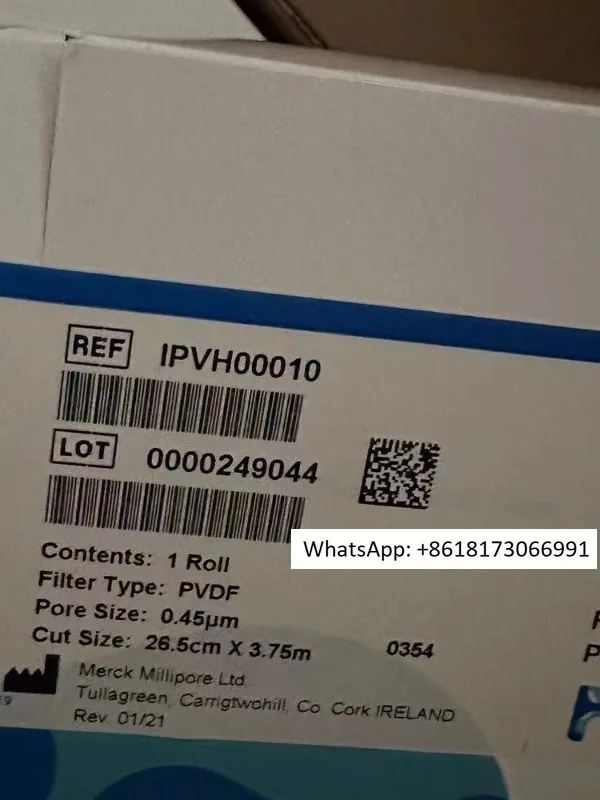 REF IPVH00010
LOT 0000249044
WhatsApp: +8618173066991
Contents: 1 Roll
Filter Type: PVDF
Pore Size: 0.45µm
Cut Size: 26.5cm X 3.75m
0354
Merck Millipore Ltd.
Tullagreen, Carrigtwohill, Co. Cork IRELAND
Rev. 01/21